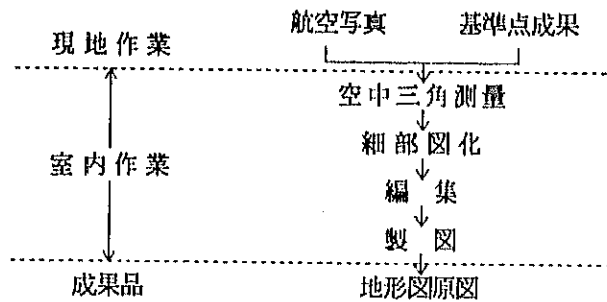 現地作業
航空写真 基準点成果
空中三角測量
細部図化
室内作業
編集
製図
成果品 地形図原図